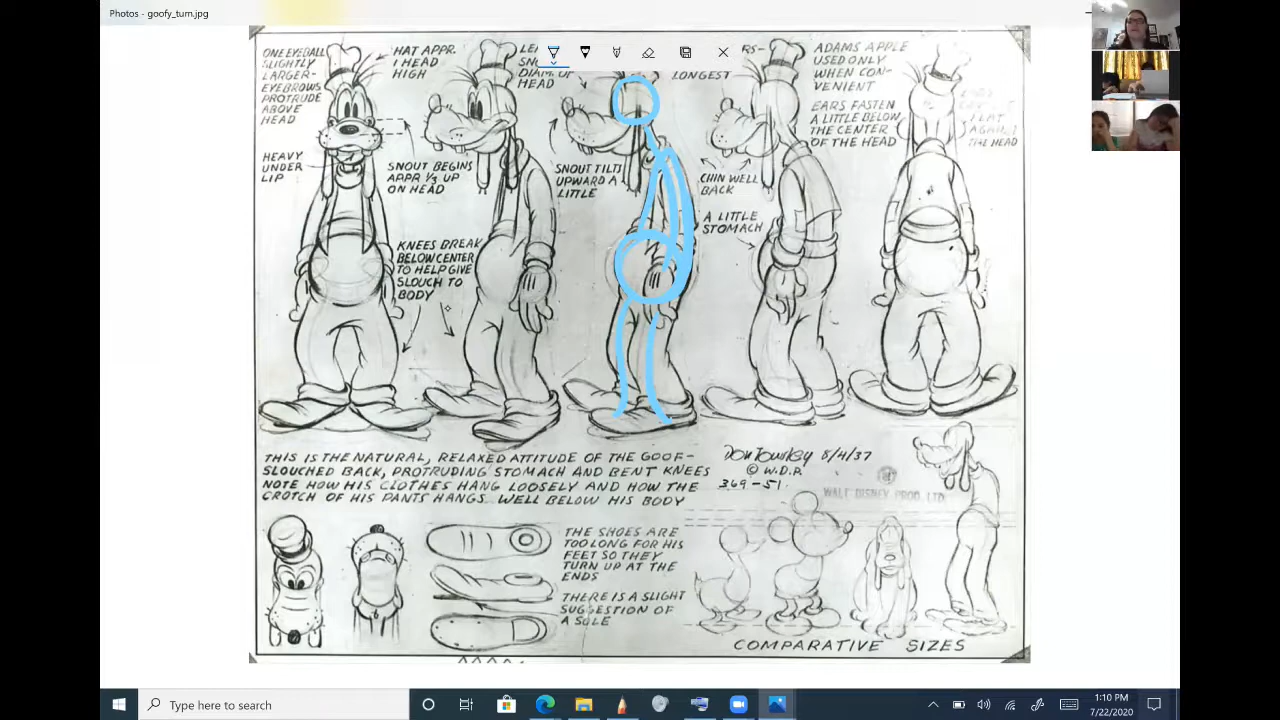 Photos - goofy_turn.jpg
ONE EYEBALL
SLIGHTLY
LARGER-
EYEBROWS
PROTRUDE
ABOVE
HEAD
HAT APPR.
1 HEAD
HIGH
HEAVY
UNDER
LIP
SNOUT BEGINS
APPR ⅓ UP
ON HEAD
KNEES BREAK
BELOW CENTER
TO HELP GIVE
SLOUCH TO
BODY
DIAM. OF
HEAD
SNOUT TILTS
UPWARD A
LITTLE
LONGEST
CHIN WELL
BACK
A LITTLE
STOMACH
ADAMS APPLE
USED ONLY
WHEN CON-
VENIENT
EARS FASTEN
A LITTLE BELOW
THE CENTER
OF THE HEAD
FLAT
AGAINST
THE HEAD
THIS IS THE NATURAL, RELAXED ATTITUDE OF THE GOOF-
SLOUCHED BACK, PROTRUDING STOMACH AND BENT KNEES
NOTE HOW HIS CLOTHES HANG LOOSELY AND HOW THE
CROTCH OF HIS PANTS HANGS WELL BELOW HIS BODY
Don Towsley 8/4/37
© W.D.P.
369-51.
WALT DISNEY PROD. LTD.
THE SHOES ARE
TOO LONG FOR HIS
FEET SO THEY
TURN UP AT THE
ENDS
THERE IS A SLIGHT
SUGGESTION OF
A SOLE
COMPARATIVE SIZES
Type here to search
1:10 PM
7/22/2020